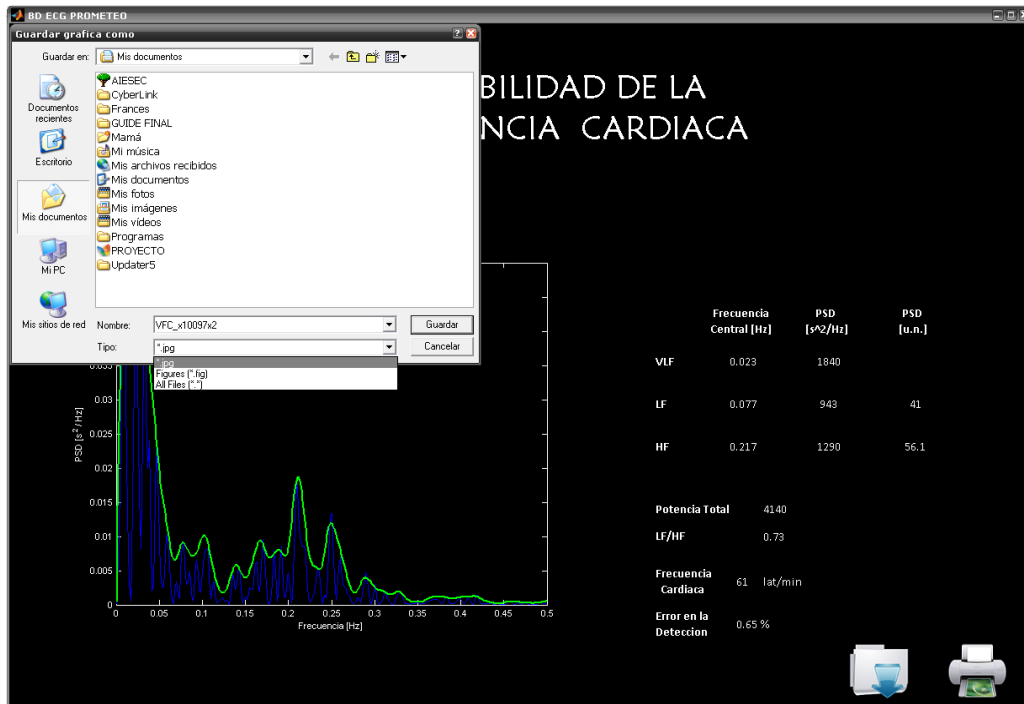 BD ECG PROMETEO
Guardar grafica como
Guardar en:
Mis documentos
Documentos
recientes
Escritorio
Mis documentos
Mi PC
Mis sitios de red
AIESEC
CyberLink
Frances
GUIDE FINAL
Mamá
Mi música
Mis archivos recibidos
Mis documentos
Mis fotos
Mis imágenes
Mis vídeos
Programas
PROYECTO
Updater5
Nombre:
VFC_x10097x2
Guardar
Tipo:
*.jpg
Cancelar
*.jpg
Figures (*.fig)
All Files (*.*)
BILIDAD DE LA
NCIA CARDIACA
0.035
0.03
0.025
0.02
0.015
0.01
0.005
0
PSD [s^2 / Hz]
0
0.05
0.1
0.15
0.2
0.25
0.3
0.35
0.4
0.45
0.5
Frecuencia [Hz]
Frecuencia PSD PSD
Central [Hz] [s^2/Hz] [u.n.]
VLF 0.023 1840
LF 0.077 943 41
HF 0.217 1290 56.1
Potencia Total 4140
LF/HF 0.73
Frecuencia
Cardiaca 61 lat/min
Error en la
Deteccion 0.65 %